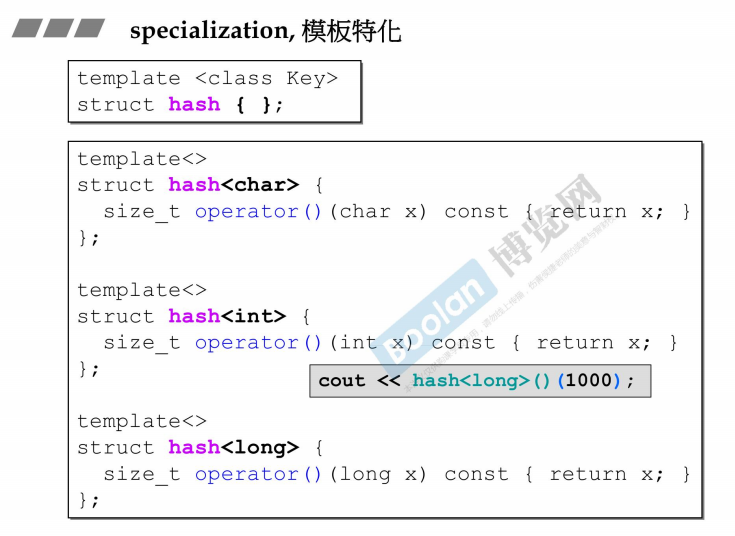 specialization, 模板特化
template <class Key>
struct hash { };
template<>
struct hash<char> {
size_t operator()(char x) const { return x; }
};
template<>
struct hash<int> {
size_t operator()(int x) const { return x; }
};
cout << hash<long>()(1000);
template<>
struct hash<long> {
size_t operator()(long x) const { return x; }
};
Boolan 博览网